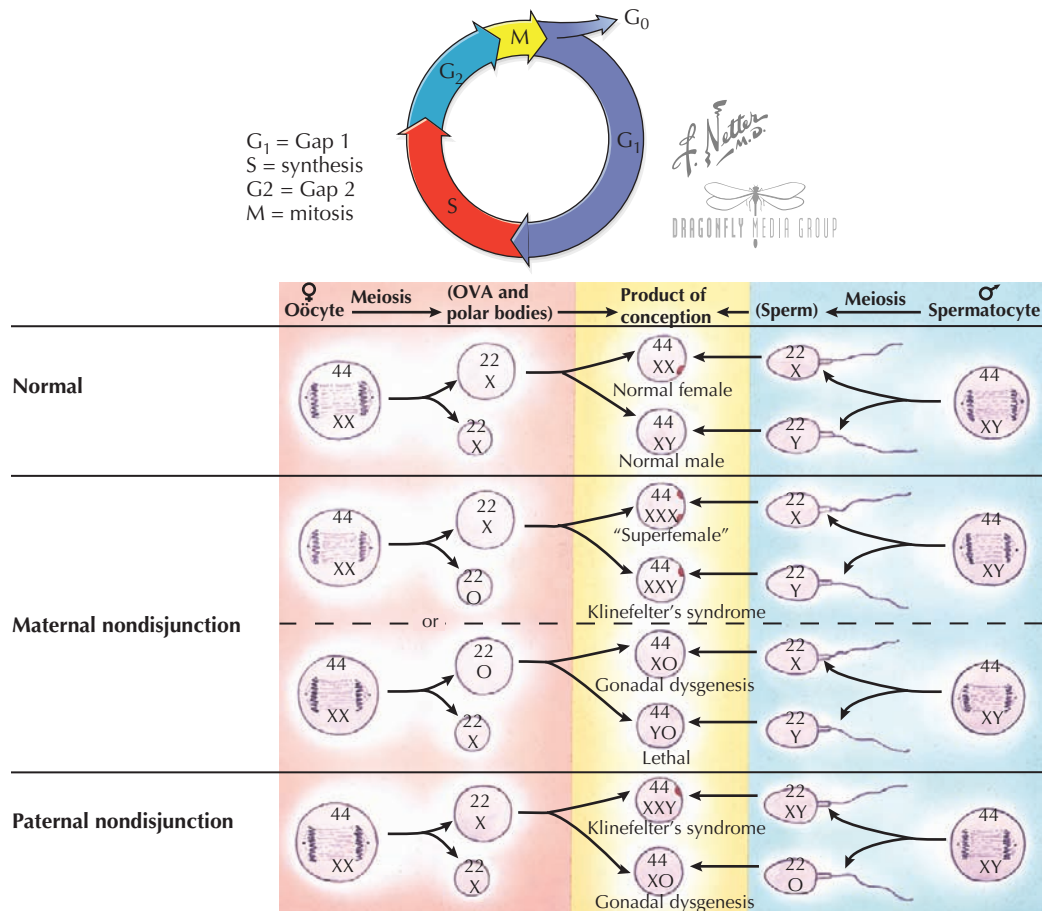 M
G0
G2
G1
S
G1 = Gap 1
S = synthesis
G2 = Gap 2
M = mitosis
F. Netter
M.D.
DRAGONFLY MEDIA GROUP
♀
Oöcyte
Meiosis
(OVA and
polar bodies)
Product of
conception
(Sperm)
Meiosis
♂
Spermatocyte
Normal
44
XX
22
X
22
X
44
XX
Normal female
44
XY
Normal male
22
X
22
Y
44
XY
Maternal nondisjunction
44
XX
22
X
22
O
44
XXX
"Superfemale"
44
XXY
Klinefelter's syndrome
22
X
22
Y
44
XY
or
44
XX
22
O
22
X
44
XO
Gonadal dysgenesis
44
YO
Lethal
22
X
22
Y
44
XY
Paternal nondisjunction
44
XX
22
X
22
X
44
XXY
Klinefelter's syndrome
44
XO
Gonadal dysgenesis
22
XY
22
O
44
XY